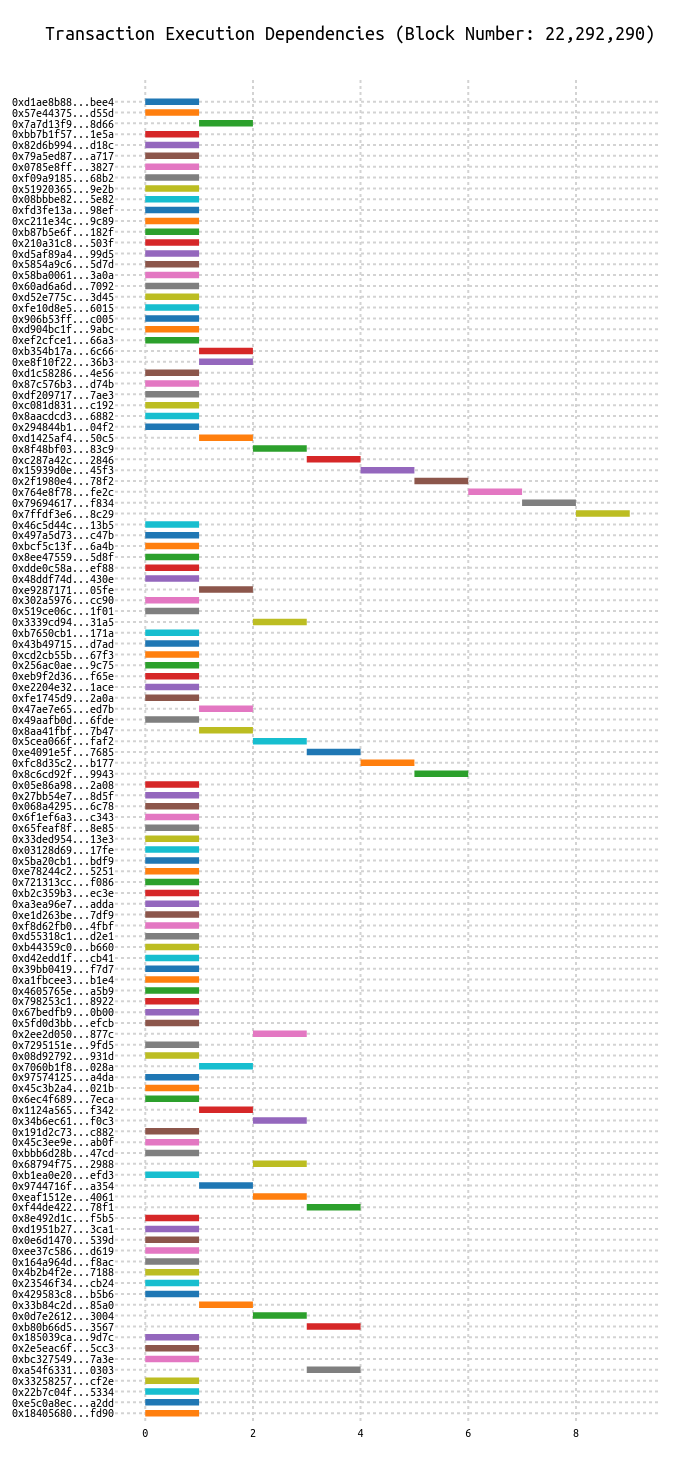 Transaction Execution Dependencies (Block Number: 22,292,290)
0xd1ae8b88...bee4
0x57e44375...d55d
0x7a7d13f9...8d66
0xbb7b1f57...1e5a
0x82d6b994...d18c
0x79a5ed87...a717
0x0785e8ff...3827
0xf09a9185...68b2
0x51920365...9e2b
0x08bbbe82...5e82
0xfd3fe13a...98ef
0xc211e34c...9c89
0xb87b5e6f...182f
0x210a31c8...503f
0xd5af89a4...99d5
0x5854a9c6...5d7d
0x58ba0061...3a0a
0x60ad6a6d...7092
0xd52e775c...3d45
0xfe10d8e5...6015
0x906b53ff...c005
0xd904bc1f...9abc
0xef2cfce1...66a3
0xb354b17a...6c66
0xe8f10f22...36b3
0xd1c58286...4e56
0x87c576b3...d74b
0xdf209717...7ae3
0xc081d831...c192
0x8aacdcd3...6882
0x294844b1...04f2
0xd1425af4...50c5
0x8f48bf03...83c9
0xc287a42c...2846
0x15939d0e...45f3
0x2f1980e4...78f2
0x764e8f78...fe2c
0x79694617...f834
0x7ffdf3e6...8c29
0x46c5d44c...13b5
0x497a5d73...c47b
0xbcf5c13f...6a4b
0x8ee47559...5d8f
0xdde0c58a...ef88
0x48ddf74d...430e
0xe9287171...05fe
0x302a5976...cc90
0x519ce06c...1f01
0x3339cd94...31a5
0xb7650cb1...171a
0x43b49715...d7ad
0xcd2cb55b...67f3
0x256ac0ae...9c75
0xeb9f2d36...f65e
0xe2204e32...1ace
0xfe1745d9...2a0a
0x47ae7e65...ed7b
0x49aafb0d...6fde
0x8aa41fbf...7b47
0x5cea066f...faf2
0xe4091e5f...7685
0xfc8d35c2...b177
0x8c6cd92f...9943
0x05e86a98...2a08
0x27bb54e7...8d5f
0x068a4295...6c78
0x6f1ef6a3...c343
0x65feaf8f...8e85
0x33ded954...13e3
0x03128d69...17fe
0x5ba20cb1...bdf9
0xe78244c2...5251
0x721313cc...f086
0xb2c359b3...ec3e
0xa3ea96e7...adda
0xe1d263be...7df9
0xf8d62fb0...4fbf
0xd55318c1...d2e1
0xb44359c0...b660
0xd42edd1f...cb41
0x39bb0419...f7d7
0xa1fbcee3...b1e4
0x4605765e...a5b9
0x798253c1...8922
0x67bedfb9...0b00
0x5fd0d3bb...efcb
0x2ee2d050...877c
0x7295151e...9fd5
0x08d92792...931d
0x7060b1f8...028a
0x97574125...a4da
0x45c3b2a4...021b
0x6ec4f689...7eca
0x1124a565...f342
0x34b6ec61...f0c3
0x191d2c73...c882
0x45c3ee9e...ab0f
0xbbb6d28b...47cd
0x68794f75...2988
0xb1ea0e20...efd3
0x9744716f...a354
0xeaf1512e...4061
0xf44de422...78f1
0x8e492d1c...f5b5
0xd1951b27...3ca1
0x0e6d1470...539d
0xee37c586...d619
0x164a964d...f8ac
0x4b2b4f2e...7188
0x23546f34...cb24
0x429583c8...b5b6
0x33b84c2d...85a0
0x0d7e2612...3004
0xb80b66d5...3567
0x185039ca...9d7c
0x2e5eac6f...5cc3
0xbc327549...7a3e
0xa54f6331...0303
0x33258257...cf2e
0x22b7c04f...5334
0xe5c0a8ec...a2dd
0x18405680...fd90
0 2 4 6 8